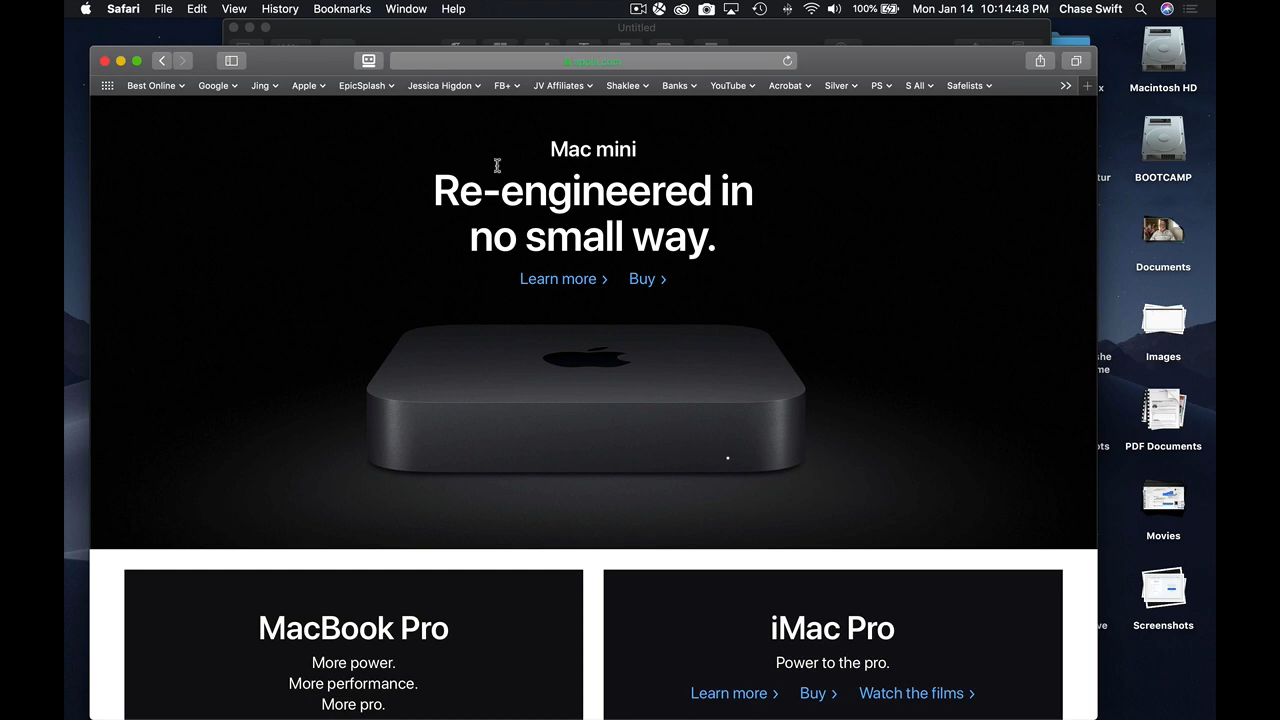 Safari File Edit View History Bookmarks Window Help 100% Mon Jan 14 10:14:48 PM Chase Swift
Untitled
Best Online Google Jing Apple EpicSplash Jessica Higdon FB+ JV Affiliates Shaklee Banks YouTube Acrobat Silver PS S All Safelists
Mac mini
Re-engineered in
no small way.
Learn more > Buy >
MacBook Pro
More power.
More performance.
More pro.
iMac Pro
Power to the pro.
Learn more > Buy > Watch the films >
Macintosh HD
BOOTCAMP
Documents
Images
PDF Documents
Movies
Screenshots